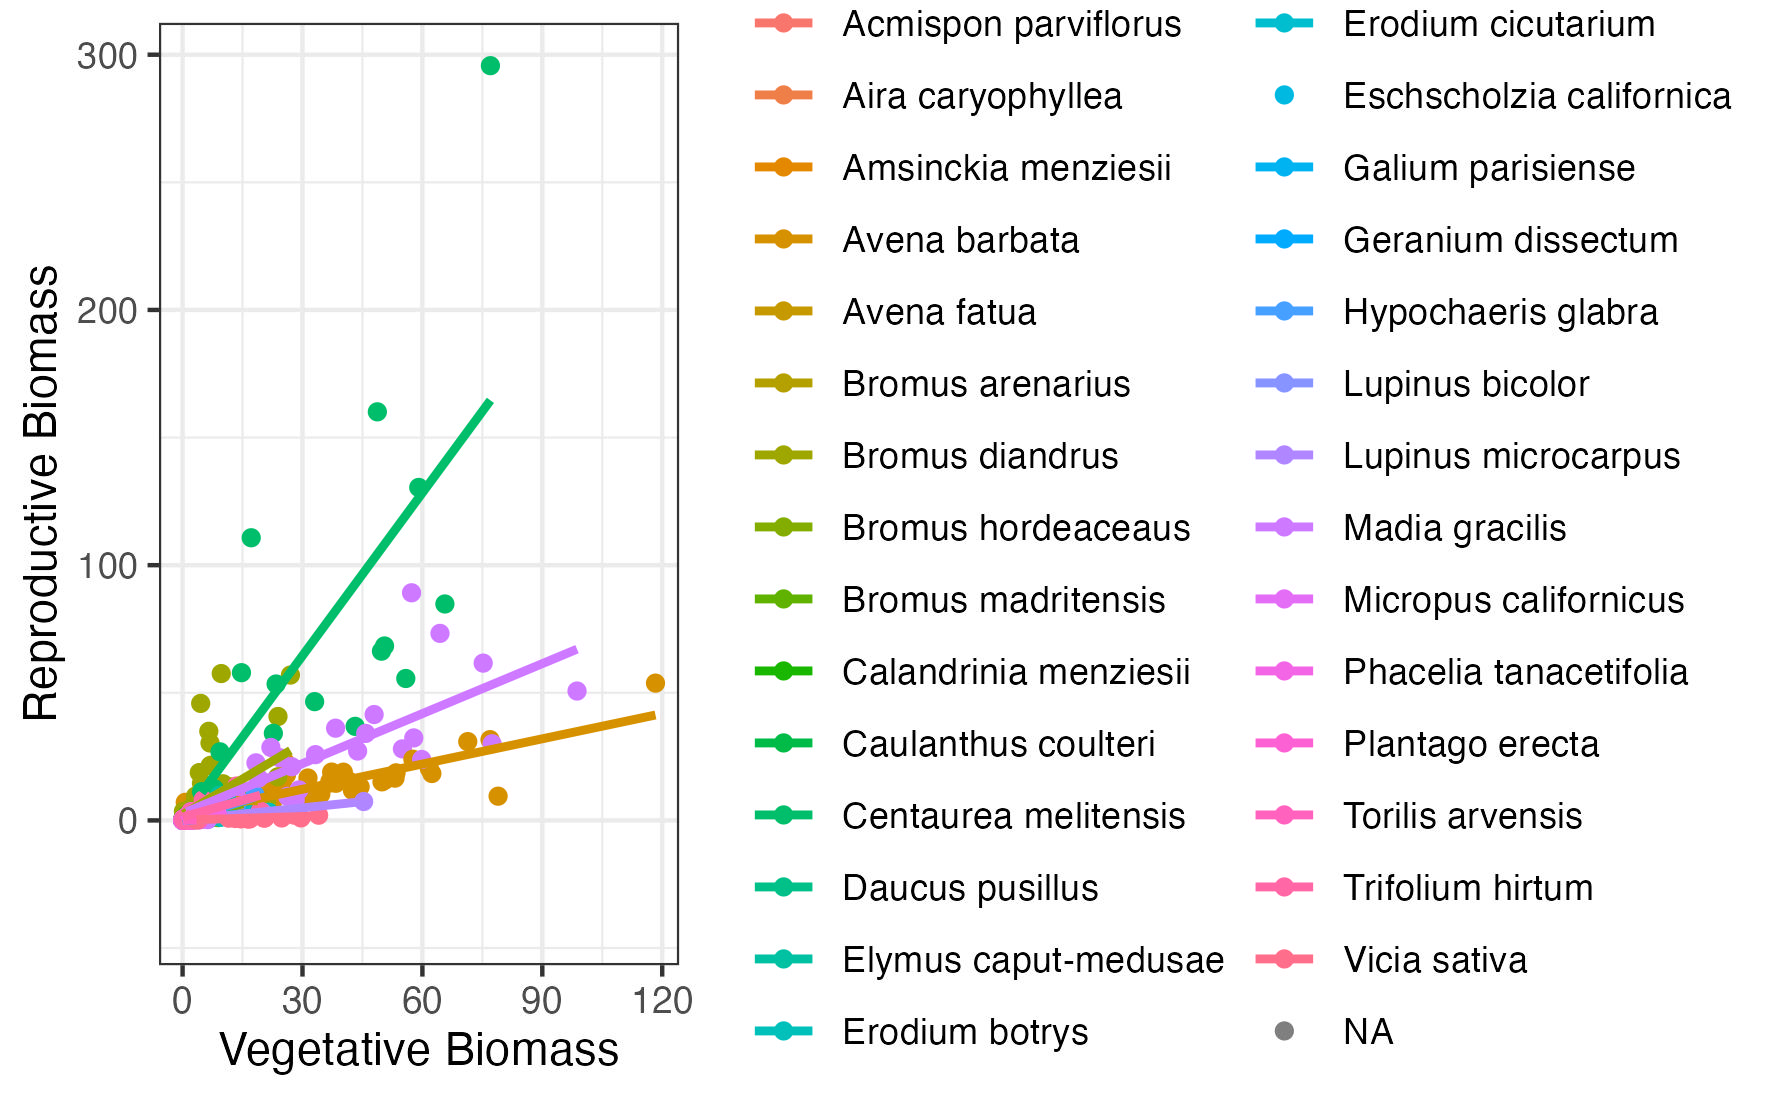 300
200
100
0
Reproductive Biomass
0 30 60 90 120
Vegetative Biomass
Acmispon parviflorus
Aira caryophyllea
Amsinckia menziesii
Avena barbata
Avena fatua
Bromus arenarius
Bromus diandrus
Bromus hordeaceaus
Bromus madritensis
Calandrinia menziesii
Caulanthus coulteri
Centaurea melitensis
Daucus pusillus
Elymus caput-medusae
Erodium botrys
Erodium cicutarium
Eschscholzia californica
Galium parisiense
Geranium dissectum
Hypochaeris glabra
Lupinus bicolor
Lupinus microcarpus
Madia gracilis
Micropus californicus
Phacelia tanacetifolia
Plantago erecta
Torilis arvensis
Trifolium hirtum
Vicia sativa
NA